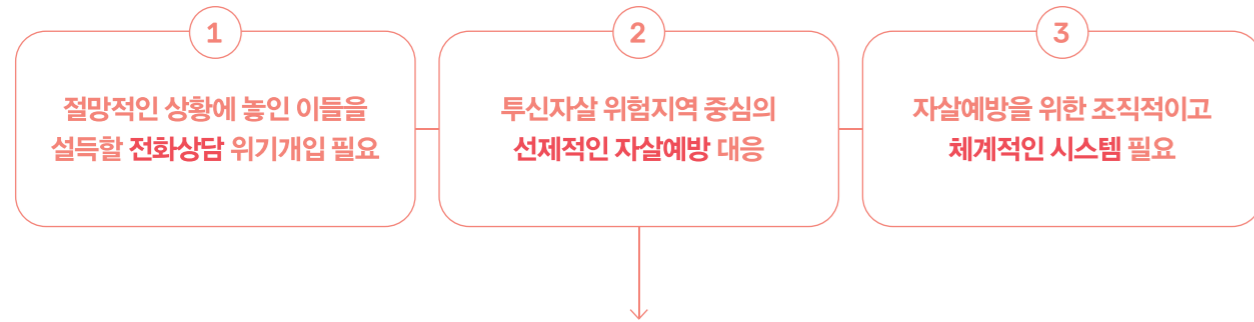 1
절망적인 상황에 놓인 이들을
설득할 전화상담 위기개입 필요
2
투신자살 위험지역 중심의
선제적인 자살예방 대응
3
자살예방을 위한 조직적이고
체계적인 시스템 필요